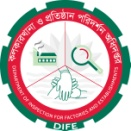 কলকারখানা ও প্রতিষ্ঠান পরিদর্শন অধিদপ্তর
DEPARTMENT OF INSPECTION FOR FACTORIES AND ESTABLISHMENTS
DIFE